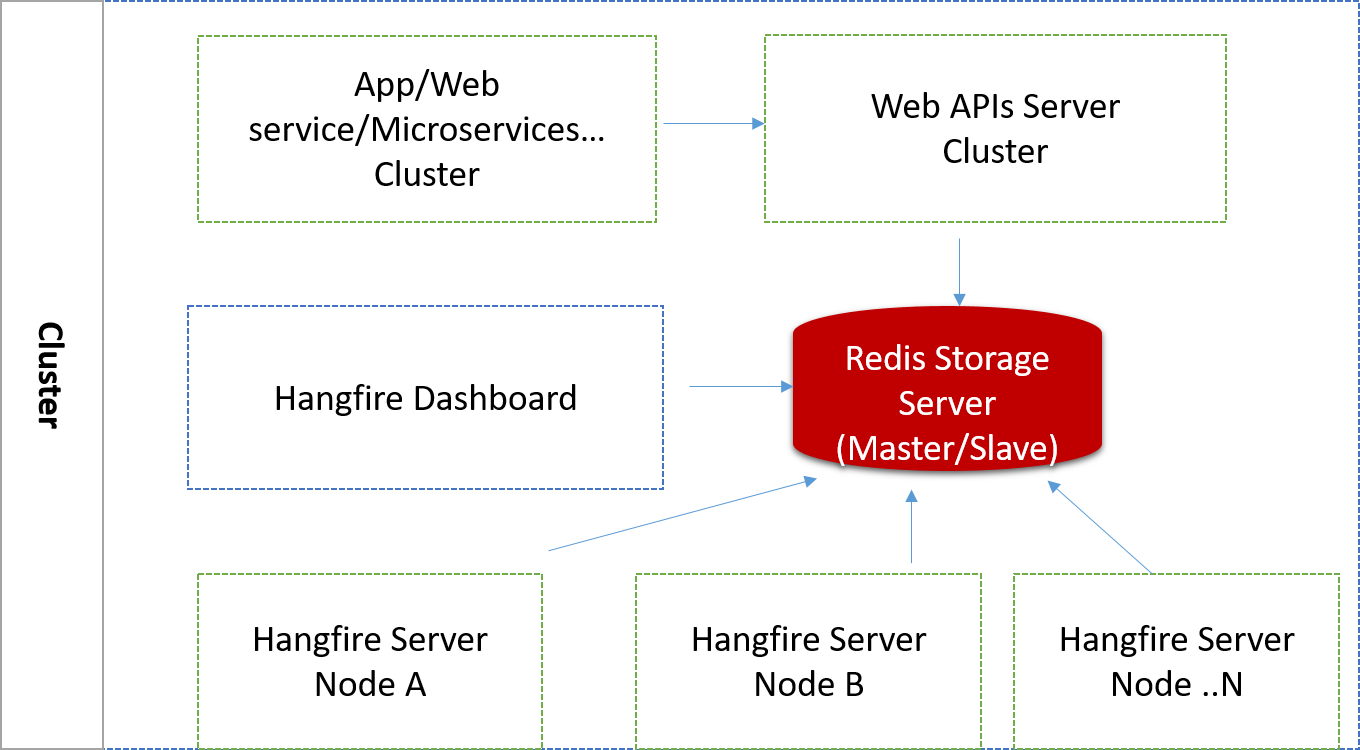 Cluster
App/Web
service/Microservices...
Cluster
Web APIs Server
Cluster
Hangfire Dashboard
Redis Storage
Server
(Master/Slave)
Hangfire Server
Node A
Hangfire Server
Node B
Hangfire Server
Node ..N